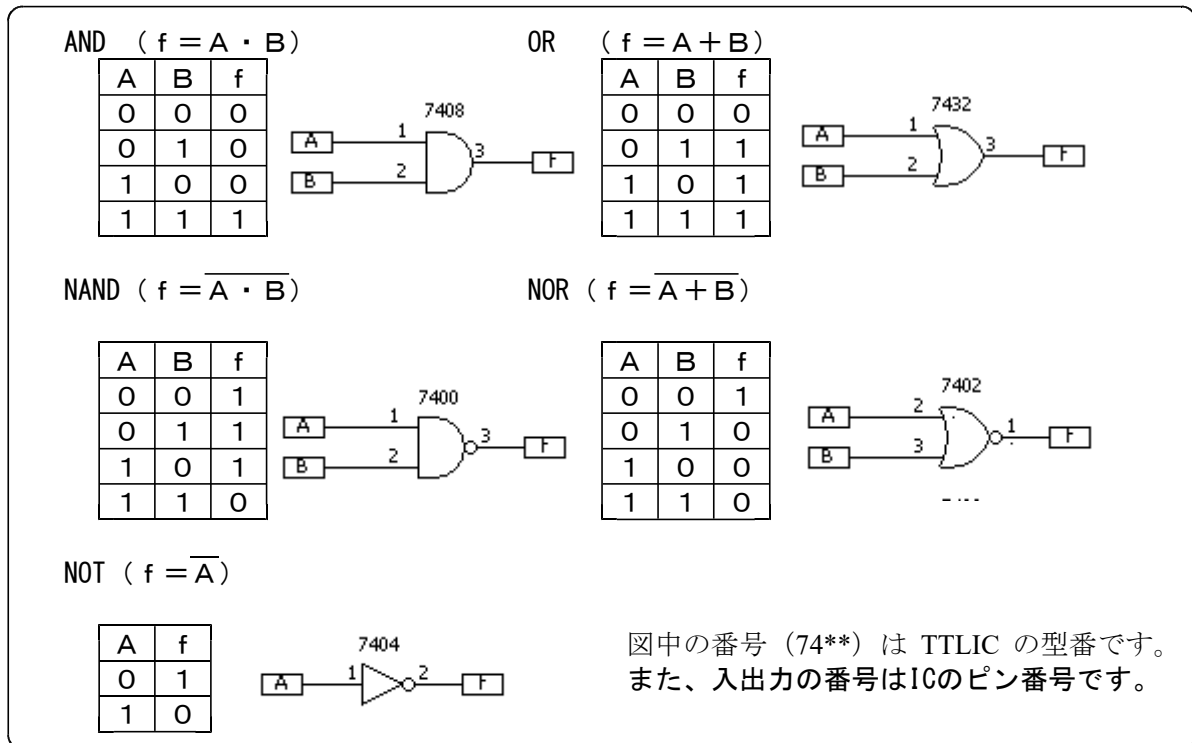 AND （ｆ＝Ａ・Ｂ）
Ａ Ｂ ｆ
０ ０ ０
０ １ ０
１ ０ ０
１ １ １
7408
A 1
B 2
3 F
OR （ｆ＝Ａ＋Ｂ）
Ａ Ｂ ｆ
０ ０ ０
０ １ １
１ ０ １
１ １ １
7432
A 1
B 2
3 F
NAND（ｆ＝A̅ ̅・̅ ̅B̅）
Ａ Ｂ ｆ
０ ０ １
０ １ １
１ ０ １
１ １ ０
7400
A 1
B 2
3 F
NOR（ｆ＝A̅ ̅＋̅ ̅B̅）
Ａ Ｂ ｆ
０ ０ １
０ １ ０
１ ０ ０
１ １ ０
7402
A 2
B 3
1 F
NOT（ｆ＝A̅）
Ａ ｆ
０ １
１ ０
7404
A 1 2 F
図中の番号（74**）は TTLIC の型番です。
また、入出力の番号はICのピン番号です。